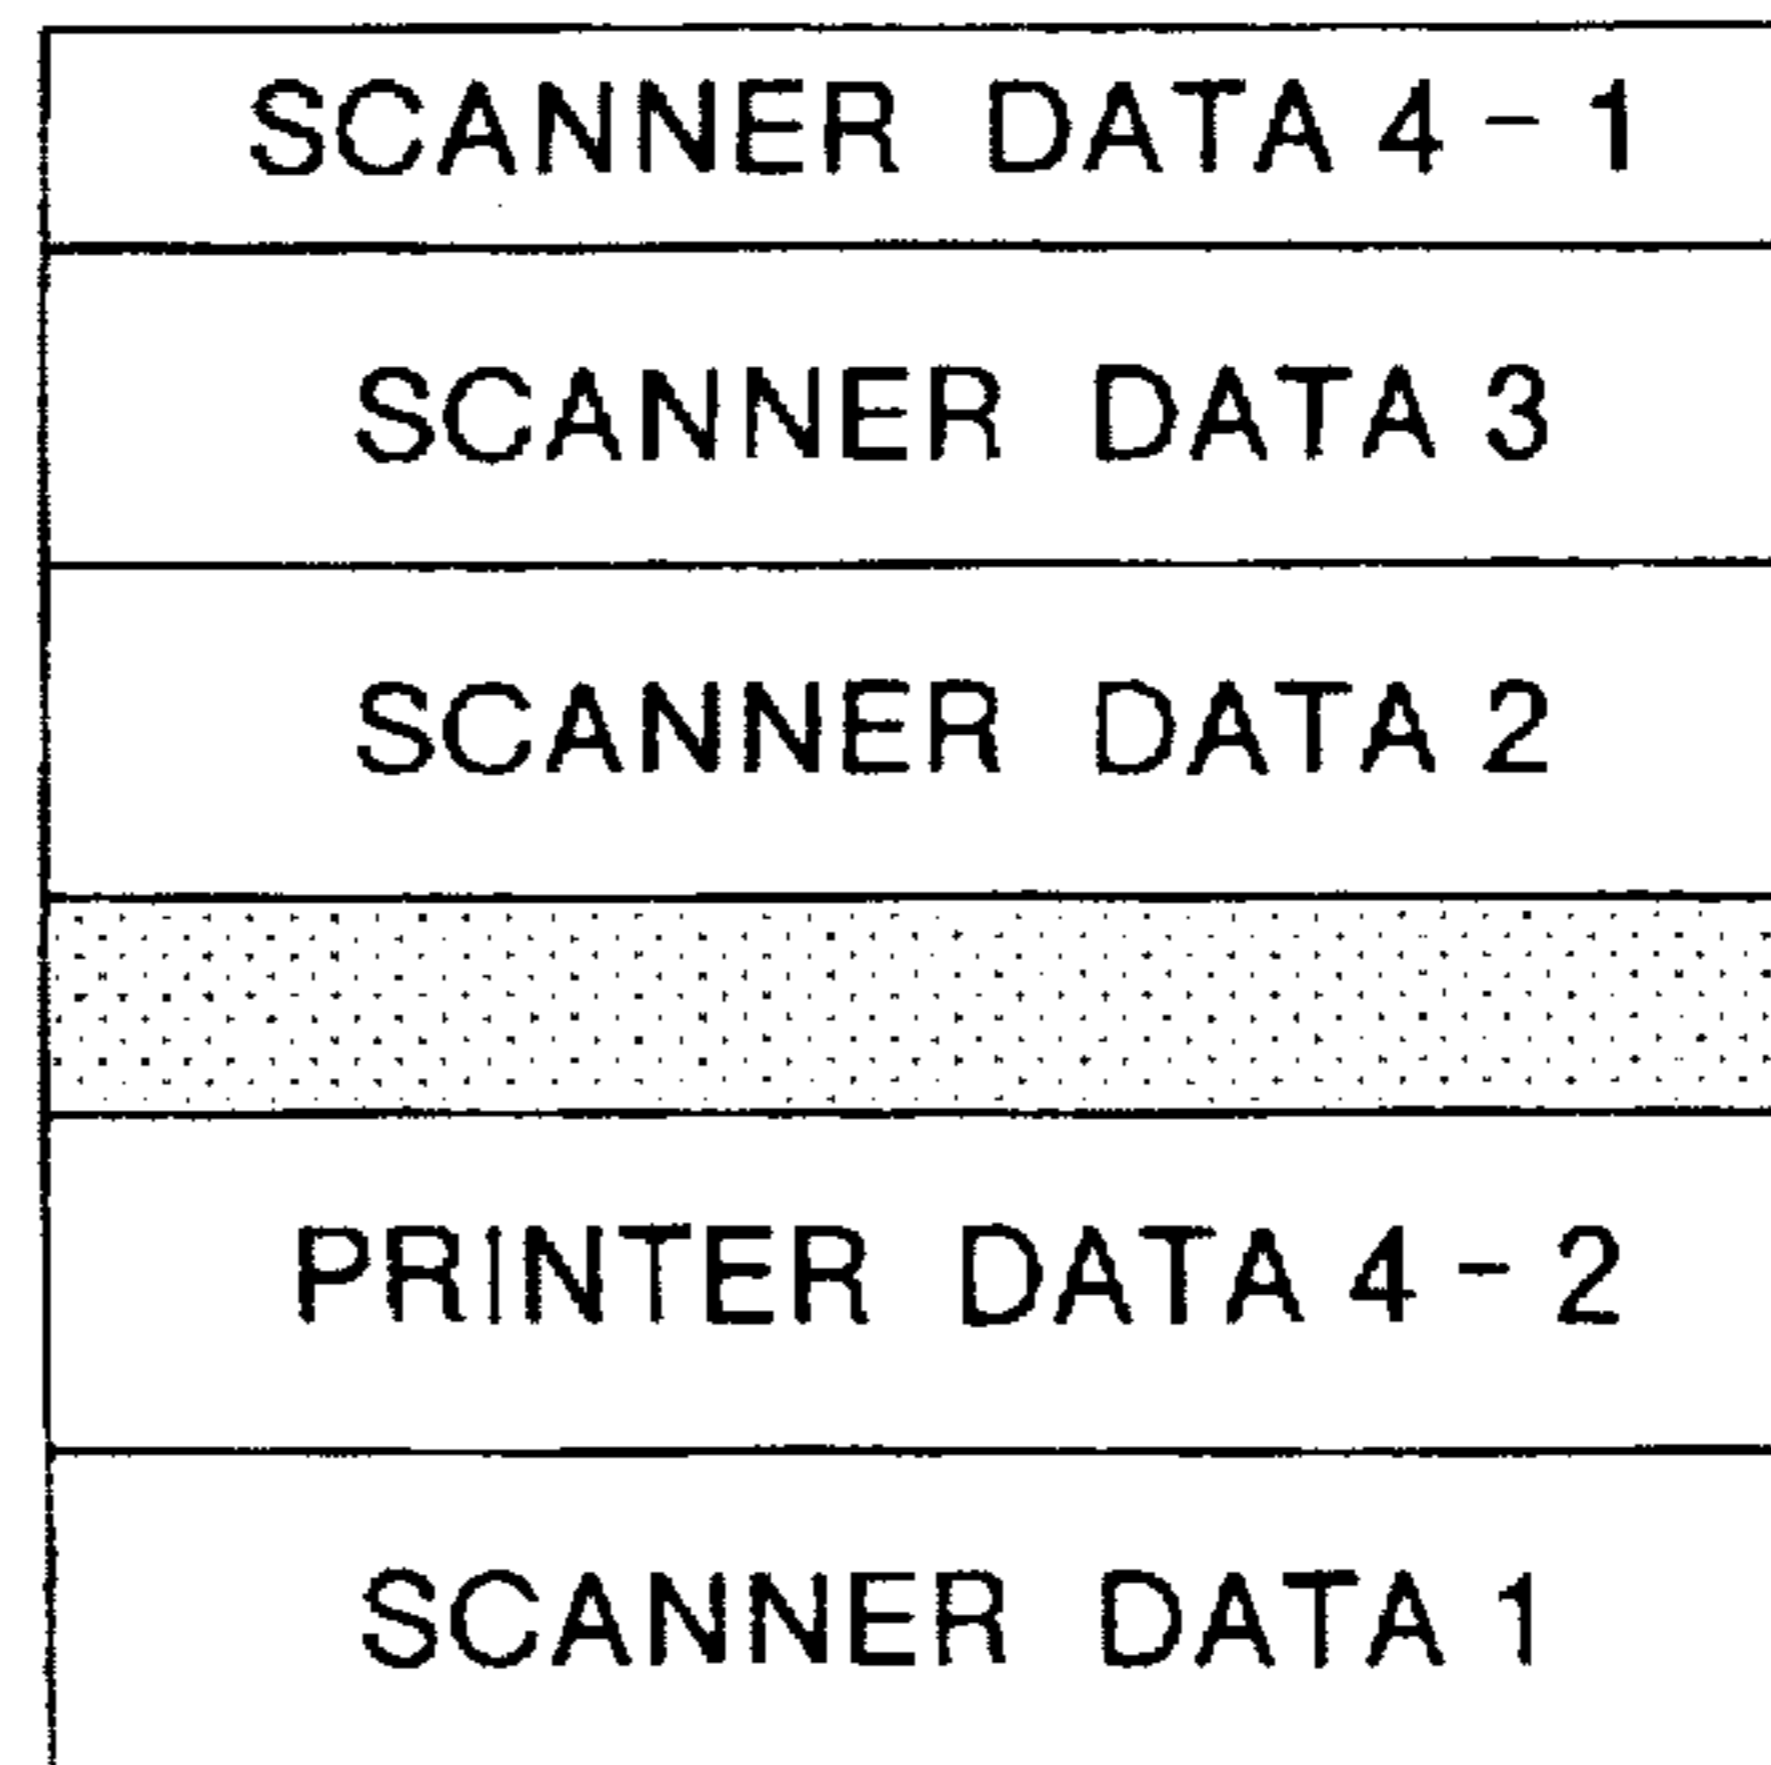 SCANNER DATA 4 - 1
SCANNER DATA 3
SCANNER DATA 2
PRINTER DATA 4 - 2
SCANNER DATA 1